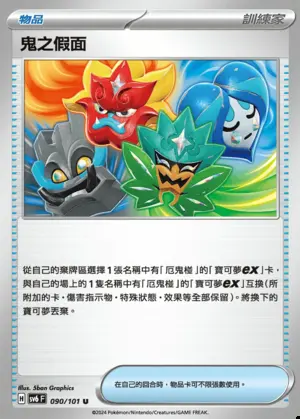 物品
訓練家
鬼之假面
從自己的棄牌區選擇1張名稱中有「厄鬼椪」的「寶可夢ex」卡,
與自己的場上的1隻名稱中有「厄鬼椪」的「寶可夢ex」互換(所
附加的卡・傷害指示物・特殊狀態・效果等全部保留)。將換下的
寶可夢丟棄。
Illus. 5ban Graphics
H SV6 F 090/101 U
在自己的回合時,物品卡可不限張數使用。
©2024 Pokémon/Nintendo/Creatures/GAME FREAK.